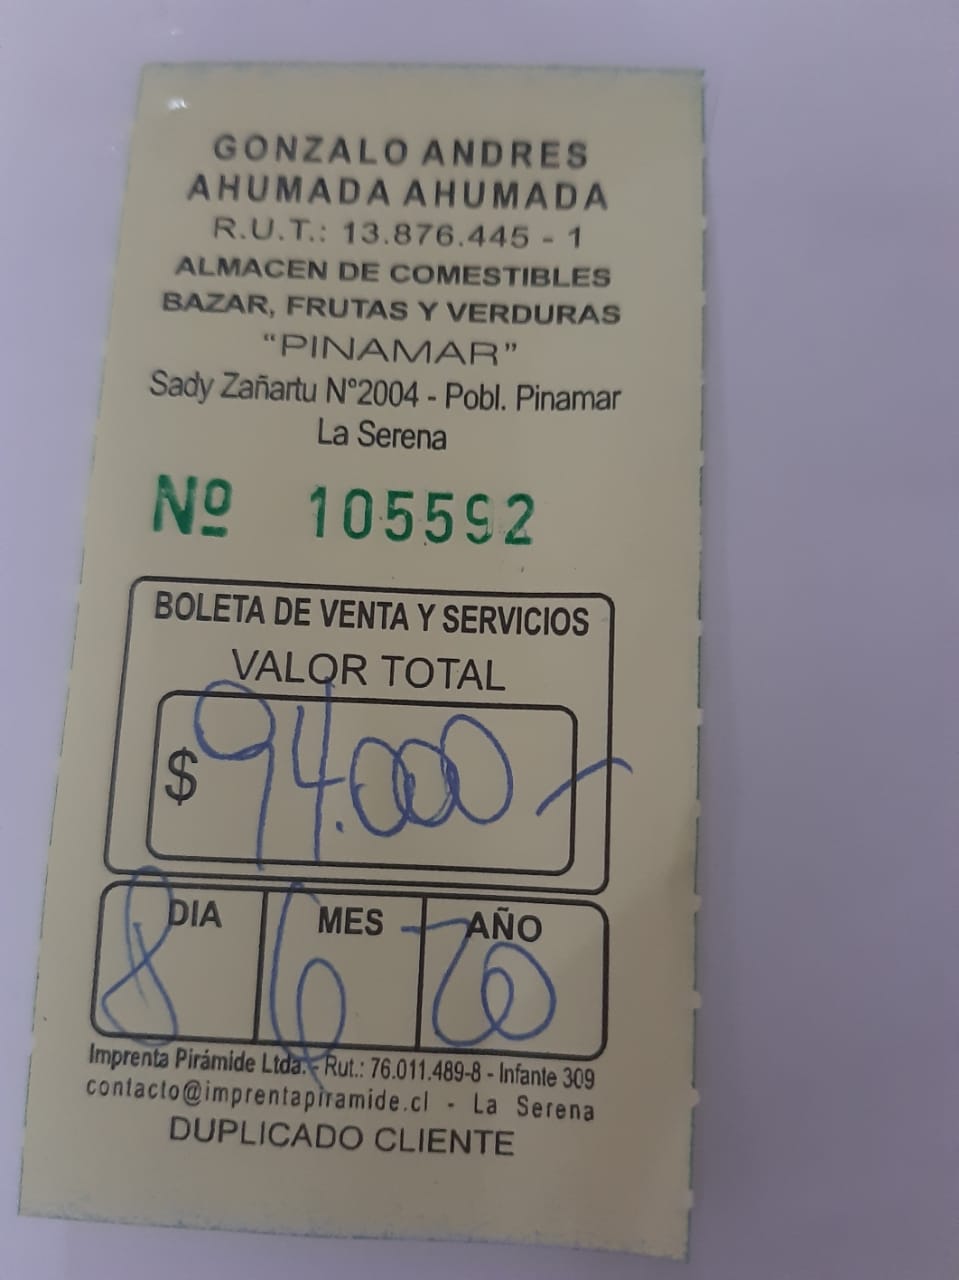 GONZALO ANDRES
AHUMADA AHUMADA
R.U.T.: 13.876.445 - 1
ALMACEN DE COMESTIBLES
BAZAR, FRUTAS Y VERDURAS
"PINAMAR"
Sady Zañartu N°2004 - Pobl. Pinamar
La Serena
Nº 105592
BOLETA DE VENTA Y SERVICIOS
VALOR TOTAL
$ 94.000 -
DIA MES AÑO
8 6 20
Imprenta Pirámide Ltda. - Rut.: 76.011.489-8 - Infante 309
contacto@imprentapiramide.cl - La Serena
DUPLICADO CLIENTE